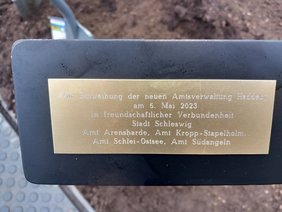 Zur Einweihung der neuen Amtsverwaltung Haddeby
am 5. Mai 2023
in freundschaftlicher Verbundenheit
Stadt Schleswig
Amt Arensharde, Amt Kropp-Stapelholm,
Amt Schlei-Ostsee, Amt Südangeln